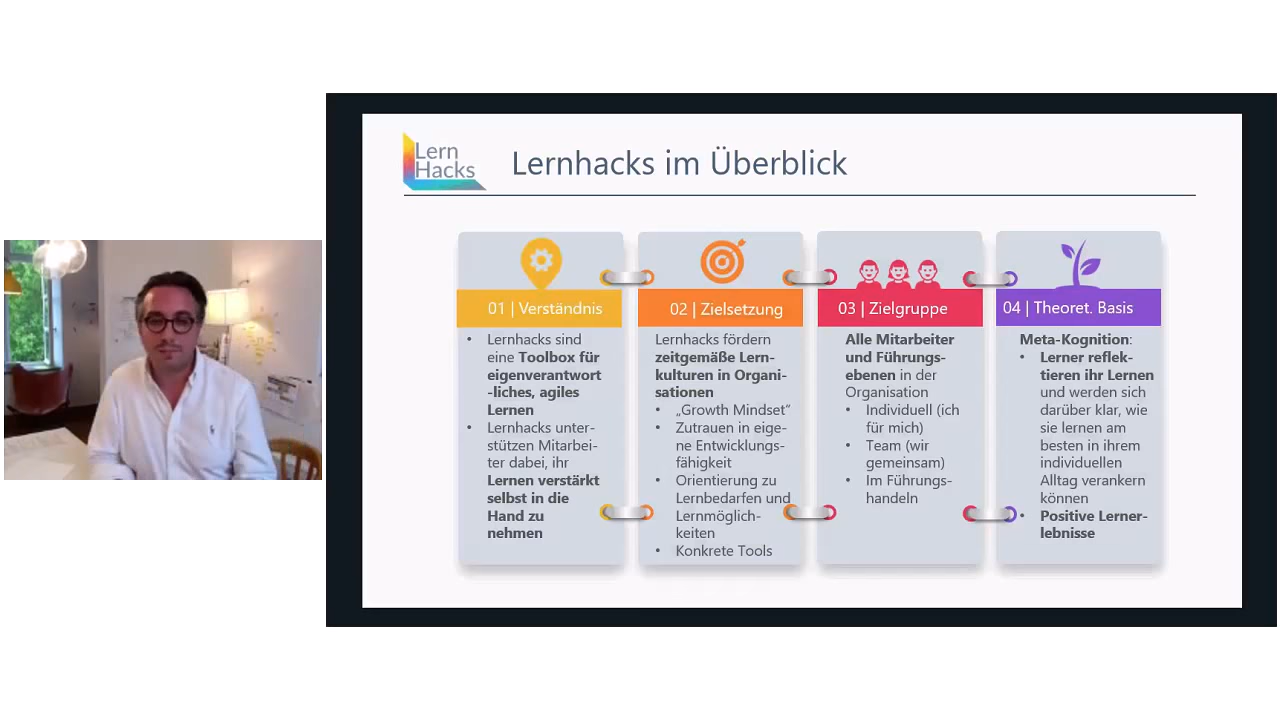 Lern
Hacks
Lernhacks im Überblick
01 | Verständnis
• Lernhacks sind
eine Toolbox für
eigenverantwort
-liches, agiles
Lernen
• Lernhacks unter-
stützen Mitarbei-
ter dabei, ihr
Lernen verstärkt
selbst in die
Hand zu
nehmen
02 | Zielsetzung
Lernhacks fördern
zeitgemäße Lern-
kulturen in Organi-
sationen
• „Growth Mindset“
• Zutrauen in eige-
ne Entwicklungs-
fähigkeit
• Orientierung zu
Lernbedarfen und
Lernmöglich-
keiten
• Konkrete Tools
03 | Zielgruppe
Alle Mitarbeiter
und Führungs-
ebenen in der
Organisation
• Individuell (ich
für mich)
• Team (wir
gemeinsam)
• Im Führungs-
handeln
04 | Theoret. Basis
Meta-Kognition:
• Lerner reflek-
tieren ihr Lernen
und werden sich
darüber klar, wie
sie lernen am
besten in ihrem
individuellen
Alltag verankern
können
• Positive Lerner-
lebnisse